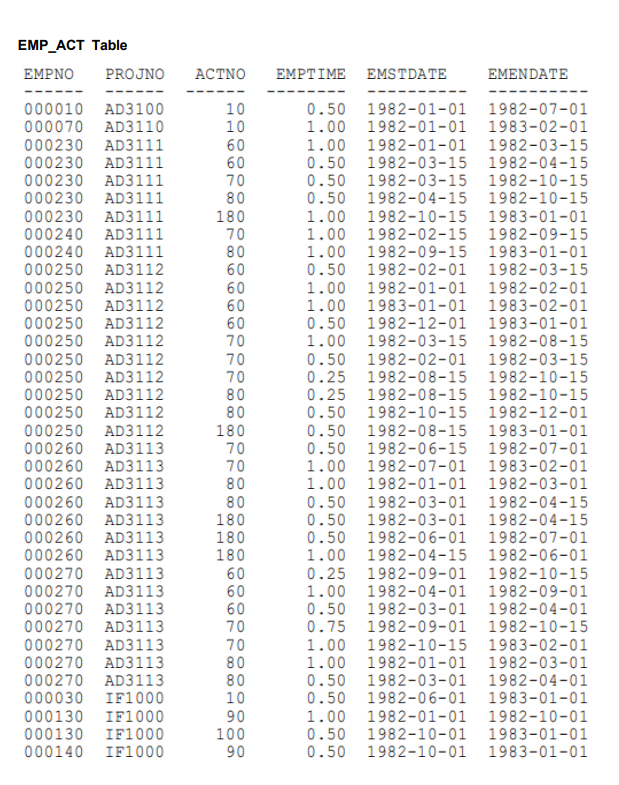 EMP_ACT Table
EMPNO PROJNO ACTNO EMPTIME EMSTDATE EMENDATE
------ ------ ------ -------- ---------- ----------
000010 AD3100 10 0.50 1982-01-01 1982-07-01
000070 AD3110 10 1.00 1982-01-01 1983-02-01
000230 AD3111 60 1.00 1982-01-01 1982-03-15
000230 AD3111 60 0.50 1982-03-15 1982-04-15
000230 AD3111 70 0.50 1982-03-15 1982-10-15
000230 AD3111 80 0.50 1982-04-15 1982-10-15
000230 AD3111 180 1.00 1982-10-15 1983-01-01
000240 AD3111 70 1.00 1982-02-15 1982-09-15
000240 AD3111 80 1.00 1982-09-15 1983-01-01
000250 AD3112 60 0.50 1982-02-01 1982-03-15
000250 AD3112 60 1.00 1982-01-01 1982-02-01
000250 AD3112 60 1.00 1983-01-01 1983-02-01
000250 AD3112 60 0.50 1982-12-01 1983-01-01
000250 AD3112 70 1.00 1982-03-15 1982-08-15
000250 AD3112 70 0.50 1982-02-01 1982-03-15
000250 AD3112 70 0.25 1982-08-15 1982-10-15
000250 AD3112 80 0.25 1982-08-15 1982-10-15
000250 AD3112 80 0.50 1982-10-15 1982-12-01
000250 AD3112 180 0.50 1982-08-15 1983-01-01
000260 AD3113 70 0.50 1982-06-15 1982-07-01
000260 AD3113 70 1.00 1982-07-01 1983-02-01
000260 AD3113 80 1.00 1982-01-01 1982-03-01
000260 AD3113 80 0.50 1982-03-01 1982-04-15
000260 AD3113 180 0.50 1982-03-01 1982-04-15
000260 AD3113 180 0.50 1982-06-01 1982-07-01
000260 AD3113 180 1.00 1982-04-15 1982-06-01
000270 AD3113 60 0.25 1982-09-01 1982-10-15
000270 AD3113 60 1.00 1982-04-01 1982-09-01
000270 AD3113 60 0.50 1982-03-01 1982-04-01
000270 AD3113 70 0.75 1982-09-01 1982-10-15
000270 AD3113 70 1.00 1982-10-15 1983-02-01
000270 AD3113 80 1.00 1982-01-01 1982-03-01
000270 AD3113 80 0.50 1982-03-01 1982-04-01
000030 IF1000 10 0.50 1982-06-01 1983-01-01
000130 IF1000 90 1.00 1982-01-01 1982-10-01
000130 IF1000 100 0.50 1982-10-01 1983-01-01
000140 IF1000 90 0.50 1982-10-01 1983-01-01